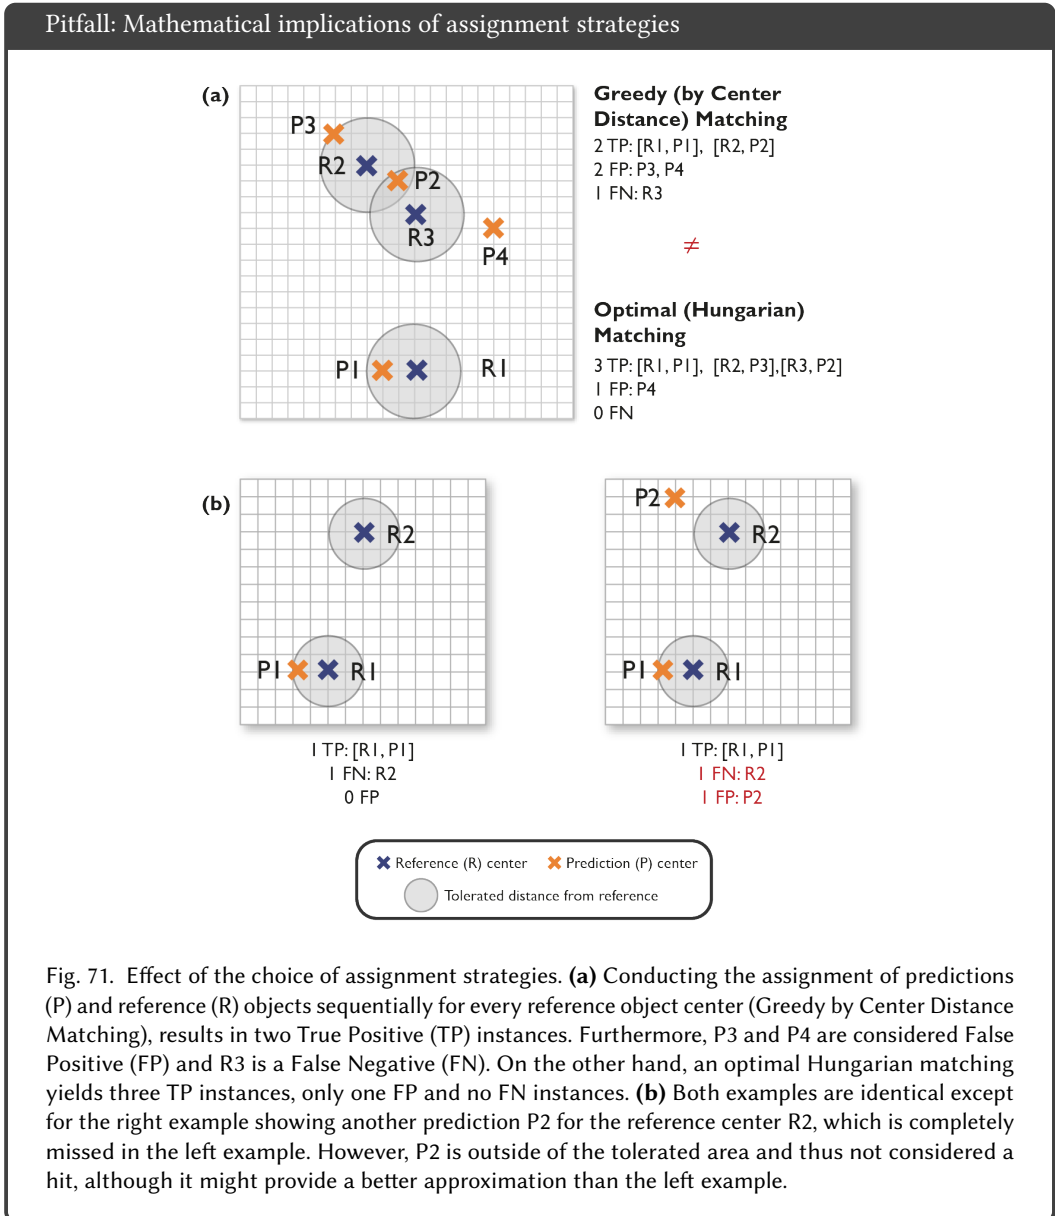 Pitfall: Mathematical implications of assignment strategies
(a)
P3
R2
P2
R3
P4
P1
R1
Greedy (by Center
Distance) Matching
2 TP: [R1, P1], [R2, P2]
2 FP: P3, P4
1 FN: R3
≠
Optimal (Hungarian)
Matching
3 TP: [R1, P1], [R2, P3],[R3, P2]
1 FP: P4
0 FN
(b)
R2
P1
R1
1 TP: [R1, P1]
1 FN: R2
0 FP
P2
R2
P1
R1
1 TP: [R1, P1]
1 FN: R2
1 FP: P2
Reference (R) center
Prediction (P) center
Tolerated distance from reference
Fig. 71. Effect of the choice of assignment strategies. (a) Conducting the assignment of predictions
(P) and reference (R) objects sequentially for every reference object center (Greedy by Center Distance
Matching), results in two True Positive (TP) instances. Furthermore, P3 and P4 are considered False
Positive (FP) and R3 is a False Negative (FN). On the other hand, an optimal Hungarian matching
yields three TP instances, only one FP and no FN instances. (b) Both examples are identical except
for the right example showing another prediction P2 for the reference center R2, which is completely
missed in the left example. However, P2 is outside of the tolerated area and thus not considered a
hit, although it might provide a better approximation than the left example.